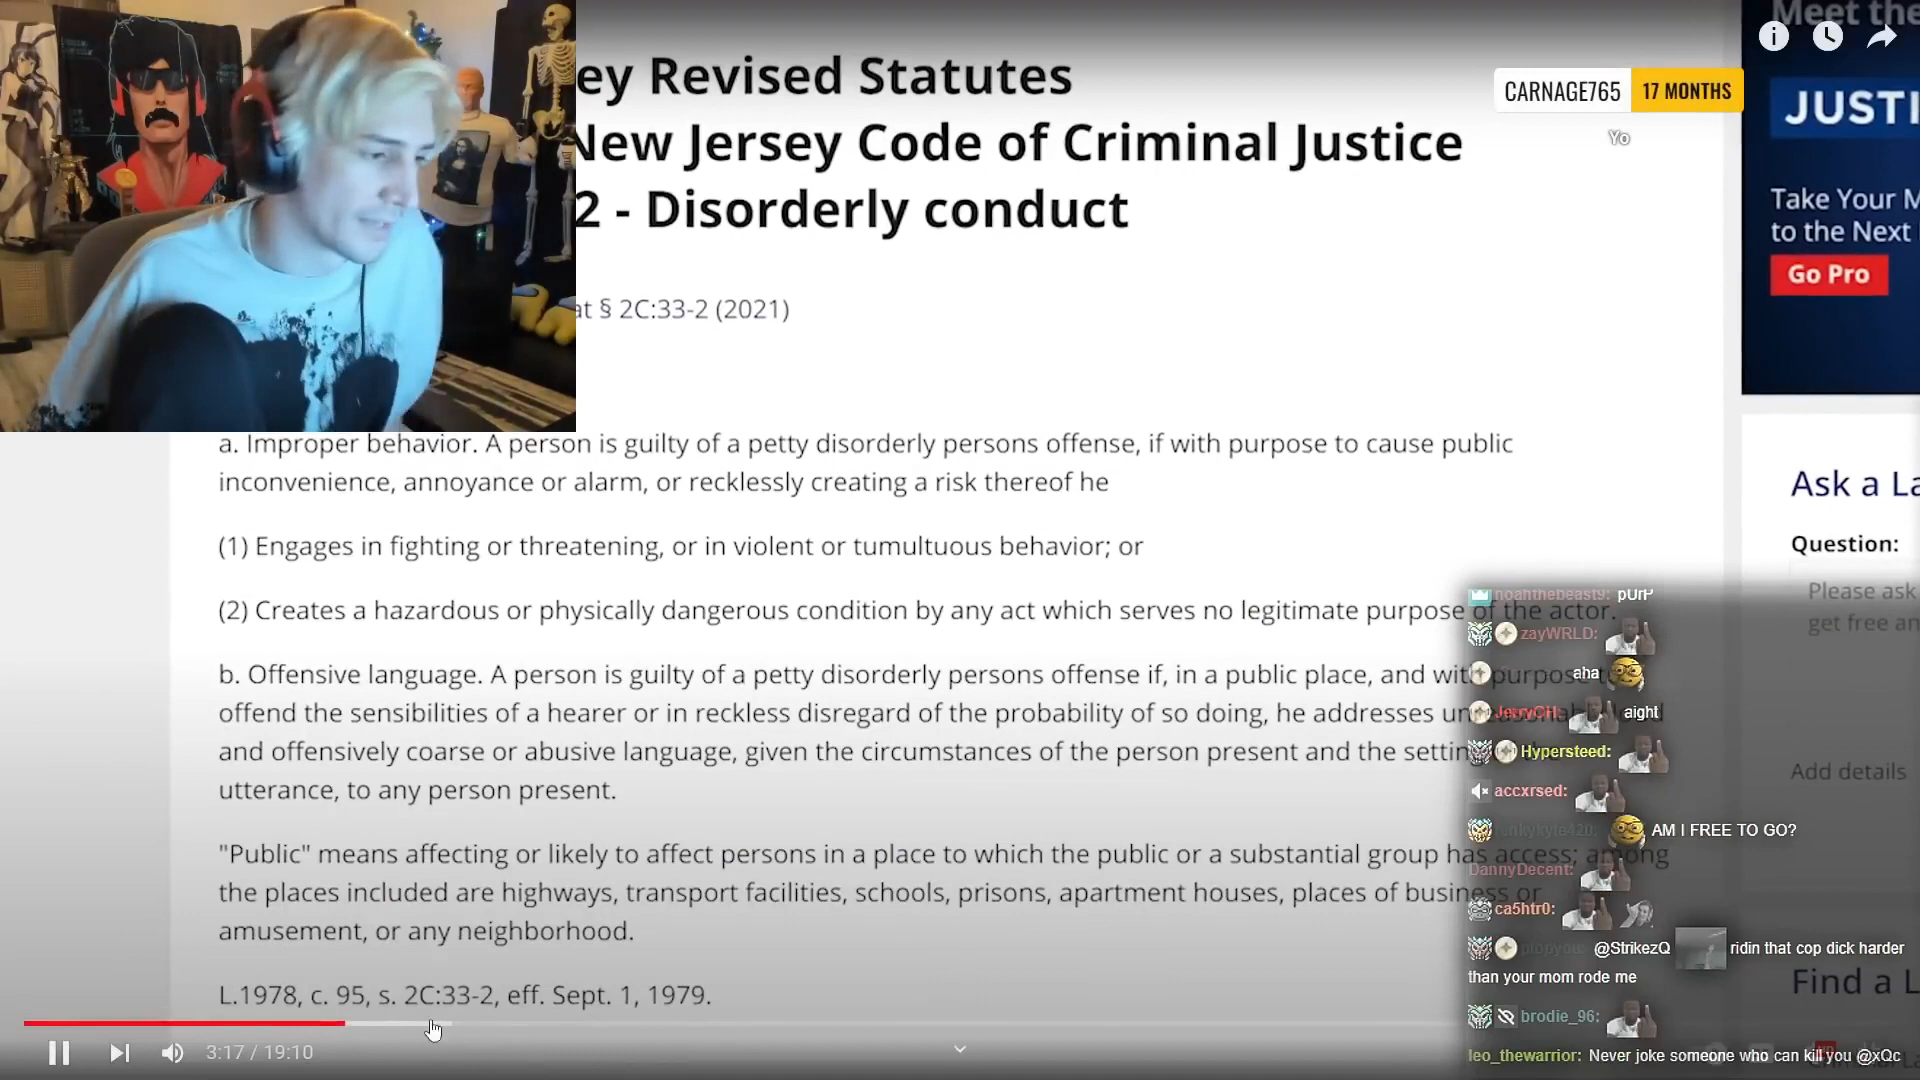 Meet the
ey Revised Statutes
CARNAGE765 17 MONTHS
JUSTI
Yo
New Jersey Code of Criminal Justice
2 - Disorderly conduct
Take Your M
to the Next
Go Pro
at § 2C:33-2 (2021)
a. Improper behavior. A person is guilty of a petty disorderly persons offense, if with purpose to cause public
inconvenience, annoyance or alarm, or recklessly creating a risk thereof he
(1) Engages in fighting or threatening, or in violent or tumultuous behavior; or
(2) Creates a hazardous or physically dangerous condition by any act which serves no legitimate purpose of the actor.
b. Offensive language. A person is guilty of a petty disorderly persons offense if, in a public place, and with purpose to
offend the sensibilities of a hearer or in reckless disregard of the probability of so doing, he addresses
and offensively coarse or abusive language, given the circumstances of the person present and the setting
utterance, to any person present.
"Public" means affecting or likely to affect persons in a place to which the public or a substantial group has access; among
the places included are highways, transport facilities, schools, prisons, apartment houses, places of business or
amusement, or any neighborhood.
L.1978, c. 95, s. 2C:33-2, eff. Sept. 1, 1979.
3:17 / 19:10
Ask a La
Question:
Please ask
get free an
Add details
Find a L
noahthebeast9: pUrP
zayWRLD:
aha
JerryOH: aight
Hypersteed:
accxrsed:
AM I FREE TO GO?
DannyDecent:
ca5htr0:
@StrikezQ ridin that cop dick harder
than your mom rode me
brodie_96:
leo_thewarrior: Never joke someone who can kill you @xQc